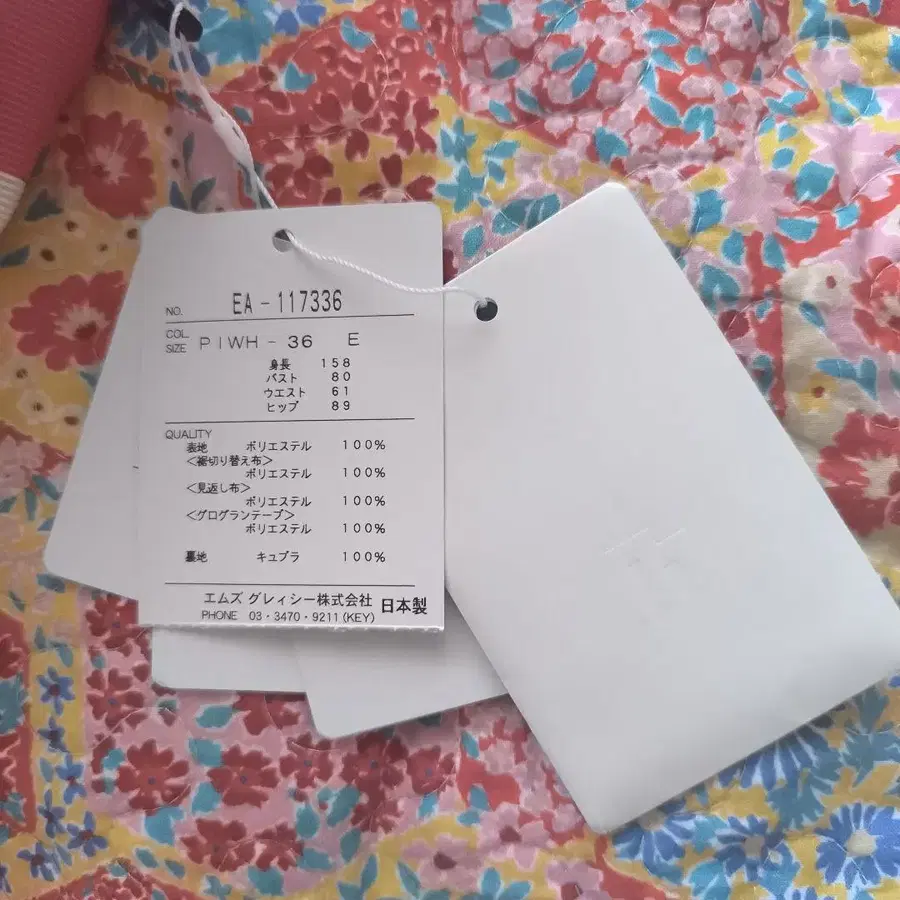 NO. EA-117336
COL.
SIZE PIWH-36 E
身長 158
バスト 80
ウエスト 61
ヒップ 89
QUALITY
表地 ポリエステル 100%
<裾切り替え布>
ポリエステル 100%
<見返し布>
ポリエステル 100%
<グログランテープ>
ポリエステル 100%
裏地 キュプラ 100%
エムズ グレィシー株式会社 日本製
PHONE 03・3470・9211(KEY)